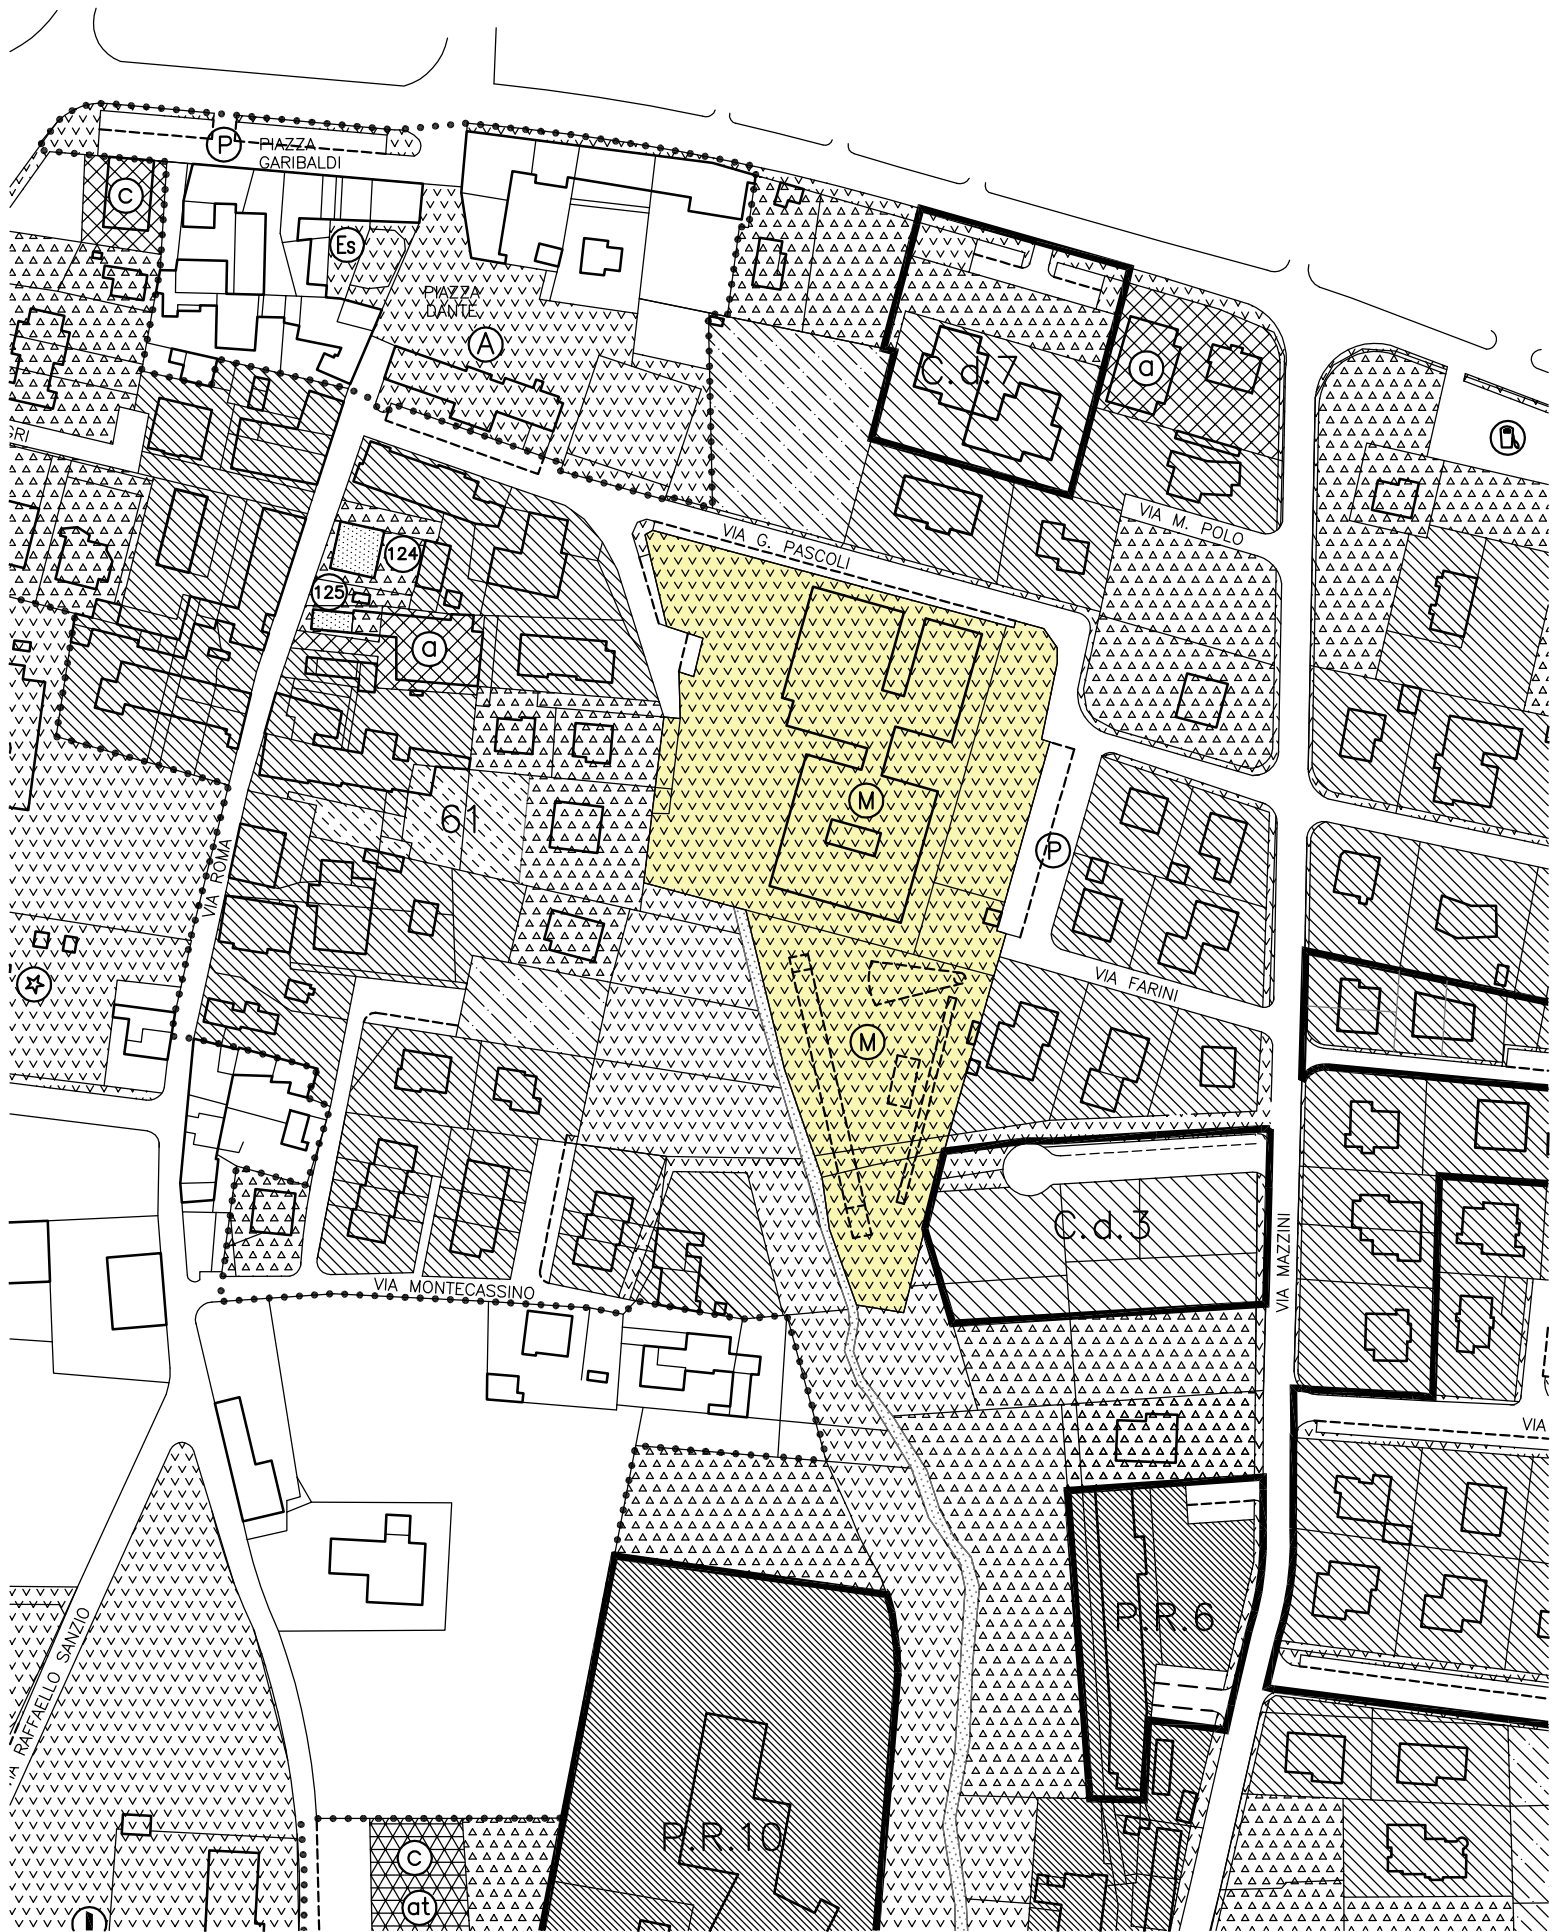 P
PIAZZA
GARIBALDI
c
Es
PIAZZA
DANTE
A
C.d.7
a
GRI
VIA M. POLO
VIA G. PASCOLI
124
125
a
M
61
P
VIA ROMA
VIA FARINI
M
C.d.3
VIA MAZZINI
VIA MONTECASSINO
VIA
P.R.6
VIA RAFFAELLO SANZIO
P.R.10
c
at